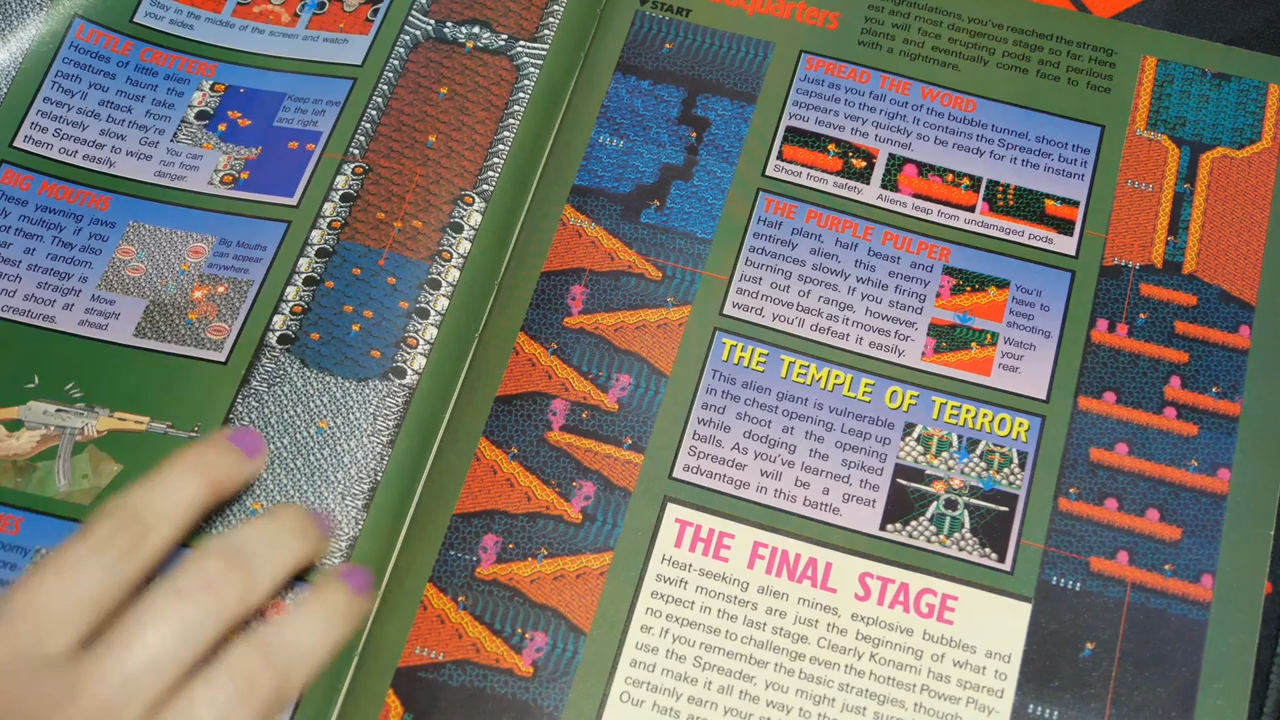 Stay in the middle of the screen and watch
your sides.
LITTLE CRITTERS
Hordes of little alien
creatures haunt the
path you must take.
They'll attack from
every side, but they're
relatively slow. Get
the Spreader to wipe
them out easily.
Keep an eye
to the left
and right.
You can
run from
danger.
BIG MOUTHS
These yawning jaws
multiply if you
them. They also
at random.
best strategy is
straight
and shoot at
creatures.
Big Mouths
can appear
anywhere.
Move
straight
ahead.
START
you've reached the strang-
est and most dangerous stage so far. Here
you will face erupting pods and perilous
plants and eventually come face to face
with a nightmare.
SPREAD THE WORD
Just as you fall out of the bubble tunnel, shoot the
capsule to the right. It contains the Spreader, but it
appears very quickly so be ready for it the instant
you leave the tunnel.
Shoot from safety.
Aliens leap from undamaged pods.
THE PURPLE PULPER
Half plant, half beast and
entirely alien, this enemy
advances slowly while firing
burning spores. If you stand
just out of range, however,
and move back as it moves for-
ward, you'll defeat it easily.
You'll
have to
keep
shooting.
Watch
your
rear.
THE TEMPLE OF TERROR
This alien giant is vulnerable
in the chest opening. Leap up
and shoot at the opening
while dodging the spiked
balls. As you've learned, the
Spreader will be a great
advantage in this battle.
THE FINAL STAGE
Heat-seeking alien mines, explosive bubbles and
swift monsters are just the beginning of what to
expect in the last stage. Clearly Konami has spared
no expense to challenge even the hottest Power Play-
er. If you remember the basic strategies, though
use the Spreader, you might just
and make it all the way to the
certainly earn your
Our hats